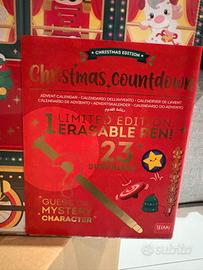 CHRISTMAS EDITION
Christmas countdown
ADVENT CALENDAR - CALENDARIO DELL'AVVENTO - CALENDRIER DE L'AVENT
CALENDARIO DE ADVIENTO - ADVENTSKALENDER - CALENDÁRIO DO ADVENTO
1 LIMITED EDITION
ERASABLE PEN!
23
GUESS
MYSTERY
CHARACTER
LEGAMI
subito